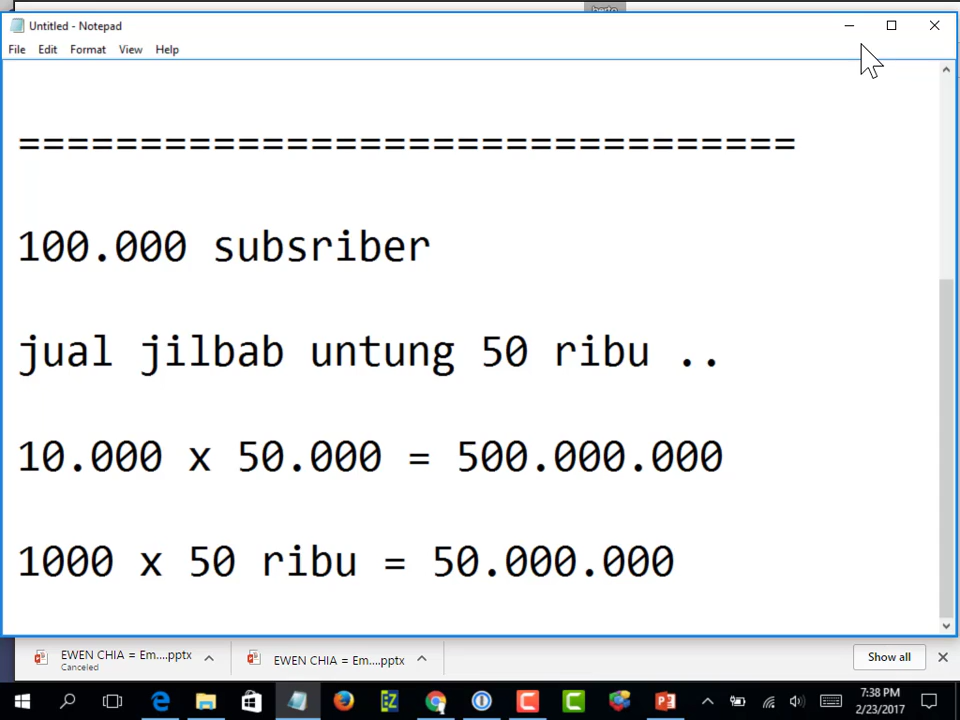 Untitled - Notepad
File Edit Format View Help
================================
100.000 subsriber
jual jilbab untung 50 ribu ..
10.000 x 50.000 = 500.000.000
1000 x 50 ribu = 50.000.000
EWEN CHIA = Em....pptx
Canceled
EWEN CHIA = Em....pptx
Show all
7:38 PM
2/23/2017